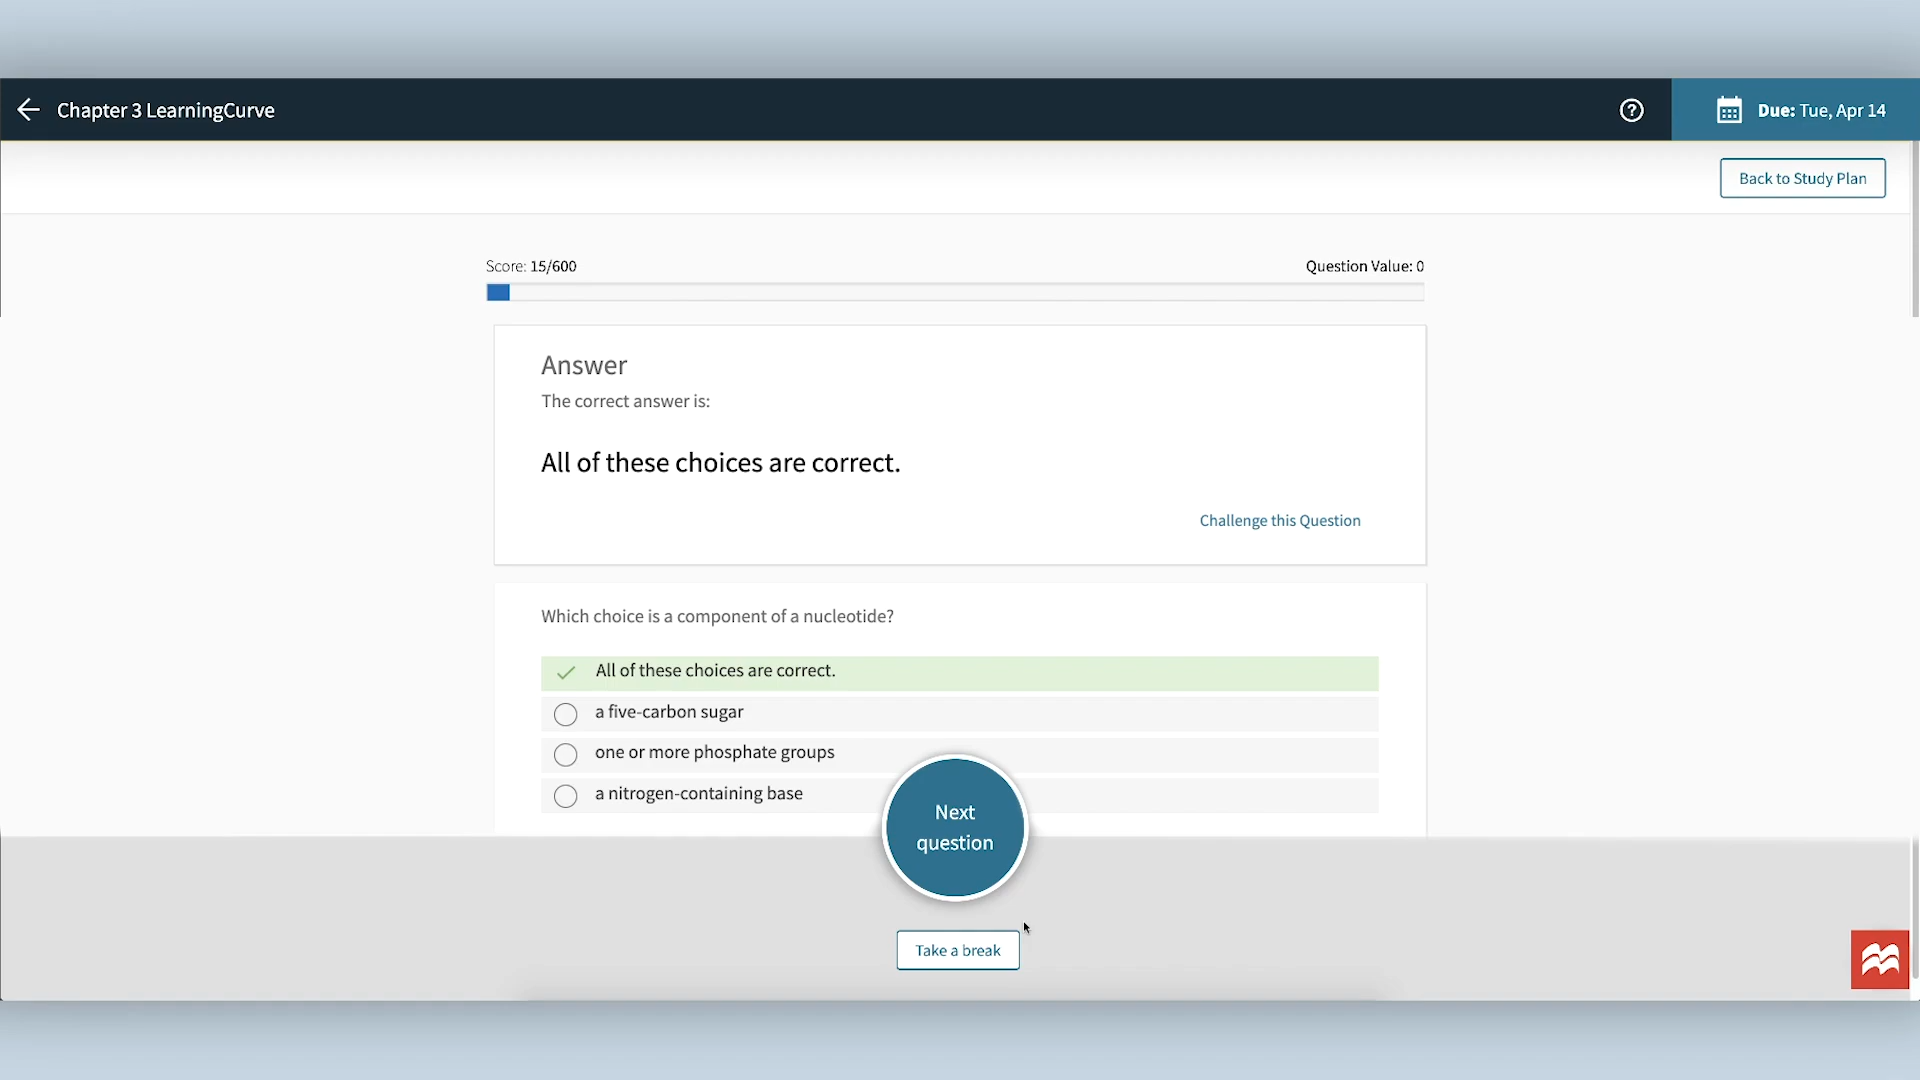 Chapter 3 LearningCurve
Due: Tue, Apr 14
Back to Study Plan
Score: 15/600
Question Value: 0
Answer
The correct answer is:
All of these choices are correct.
Challenge this Question
Which choice is a component of a nucleotide?
All of these choices are correct.
a five-carbon sugar
one or more phosphate groups
a nitrogen-containing base
Next
question
Take a break